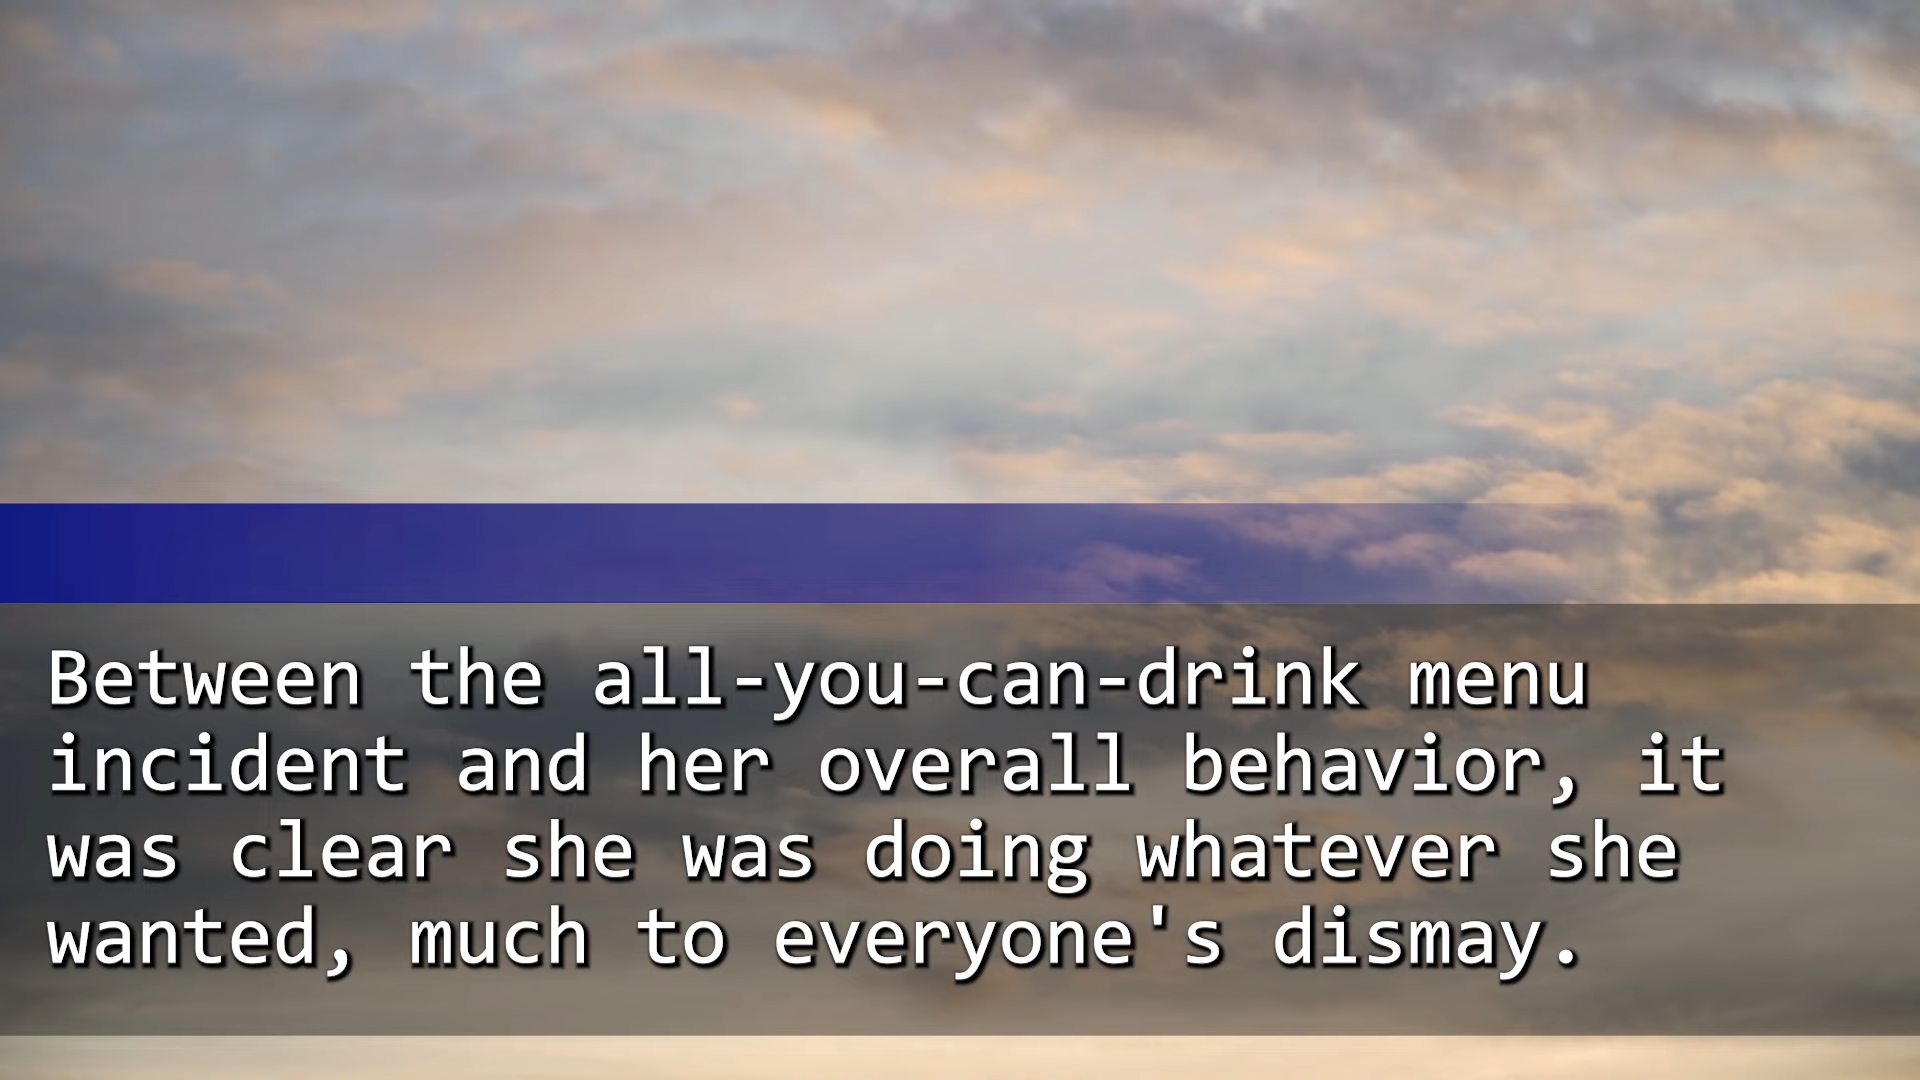 Between the all-you-can-drink menu
incident and her overall behavior, it
was clear she was doing whatever she
wanted, much to everyone's dismay.